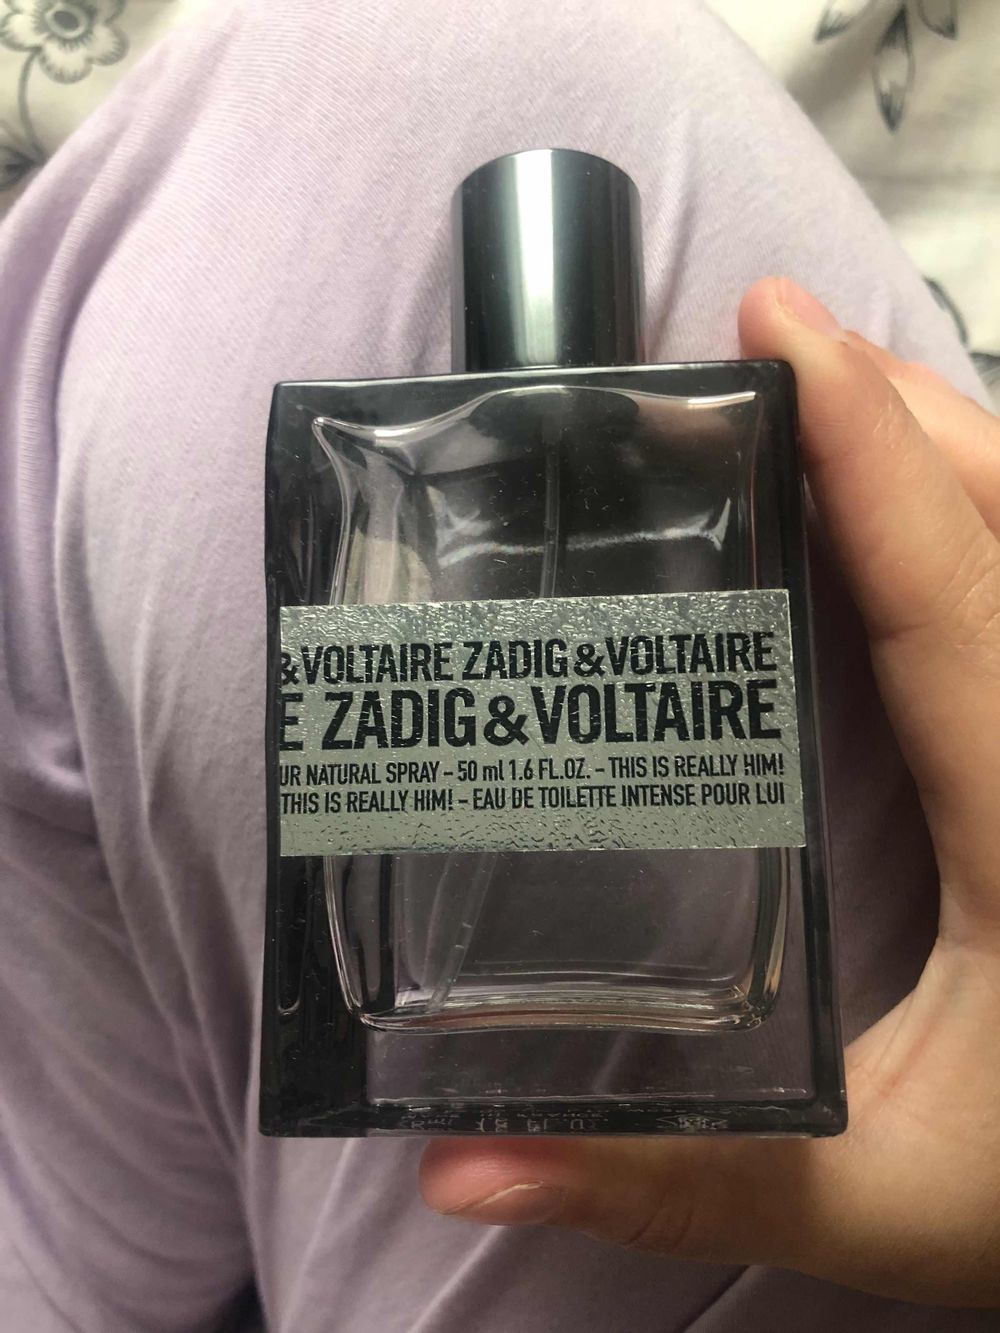 &VOLTAIRE ZADIG&VOLTAIRE
E ZADIG&VOLTAIRE
UR NATURAL SPRAY - 50 ml 1.6 FL.OZ. - THIS IS REALLY HIM!
THIS IS REALLY HIM! - EAU DE TOILETTE INTENSE POUR LUI